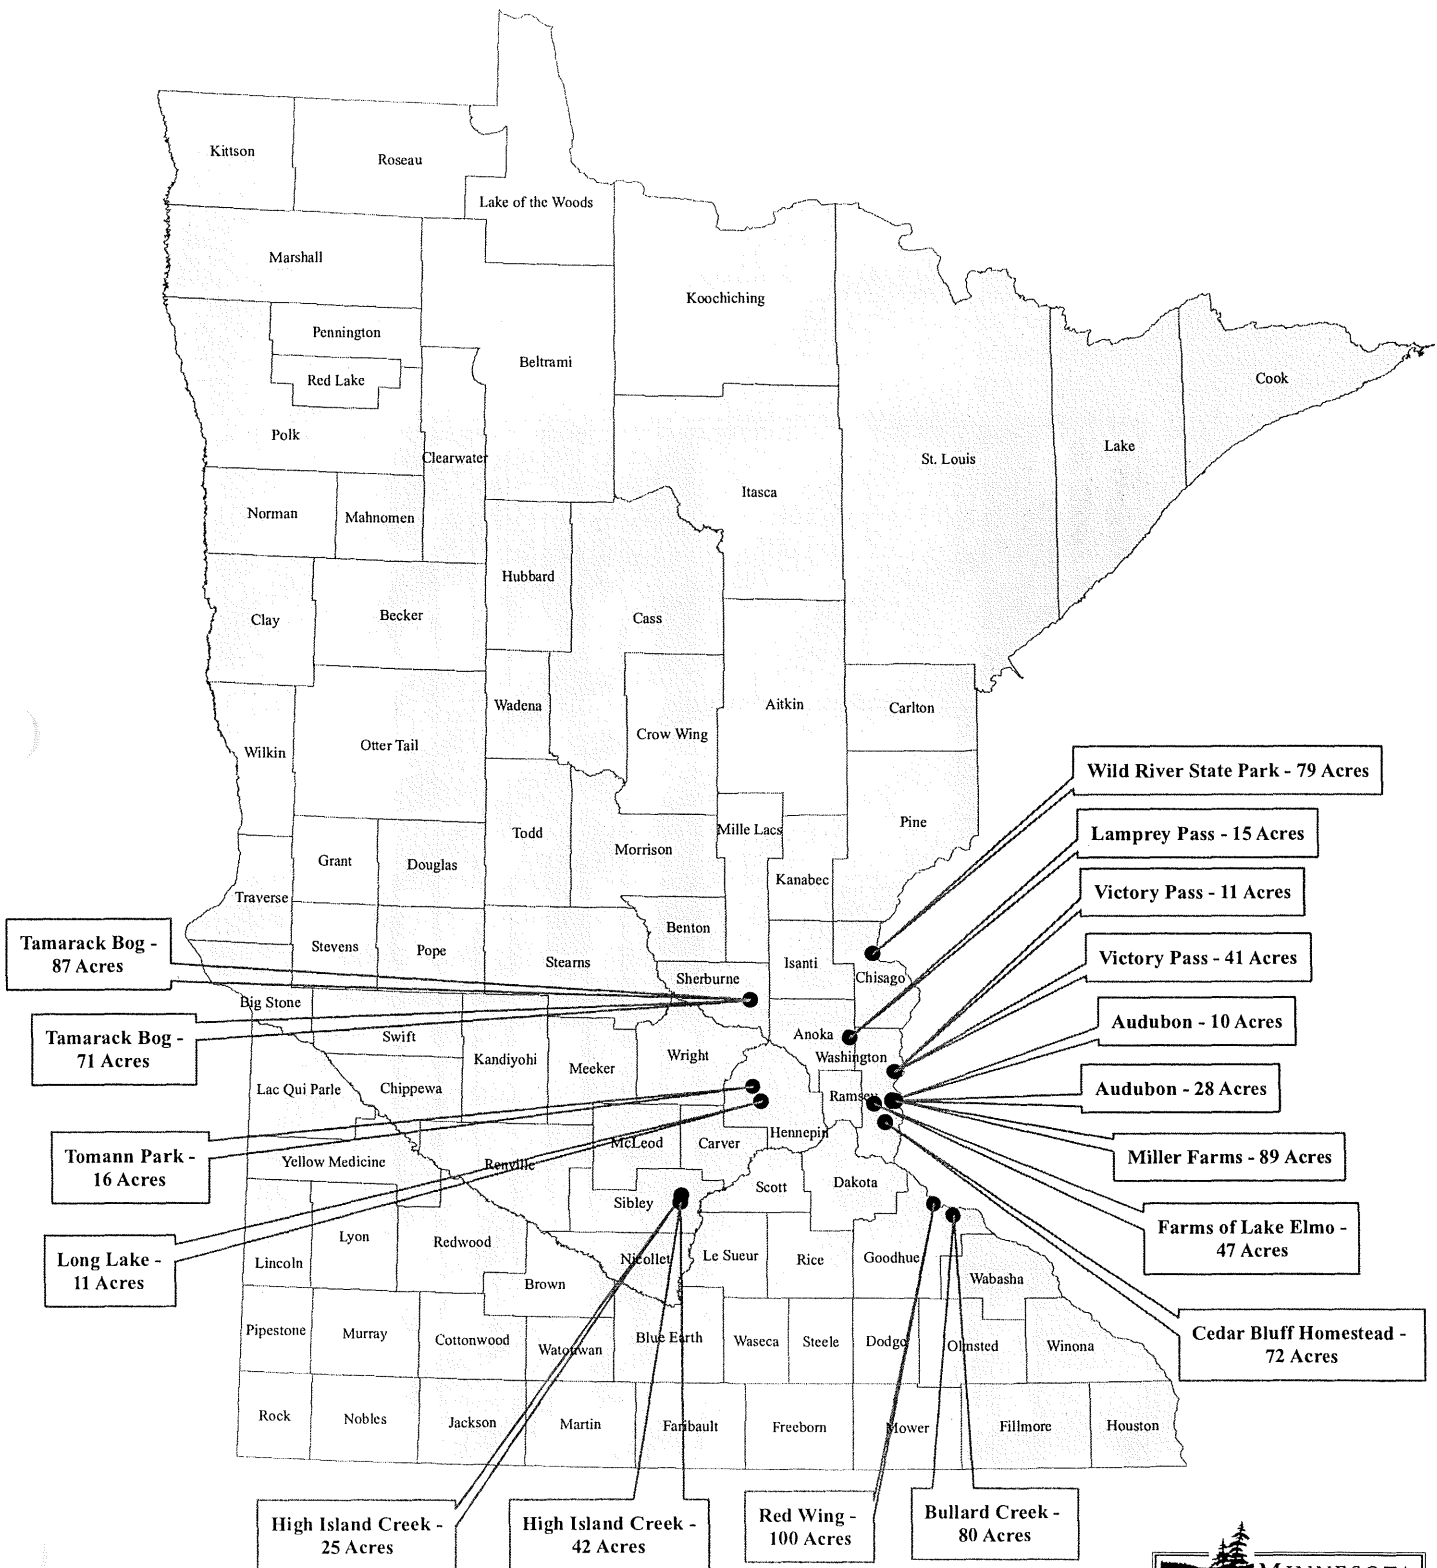 Kittson
Roseau
Lake of the Woods
Marshall
Koochiching
Pennington
Beltrami
Red Lake
Cook
Polk
Lake
Clearwater
St. Louis
Itasca
Norman
Mahnomen
Hubbard
Clay
Becker
Cass
Wadena
Aitkin
Carlton
Crow Wing
Otter Tail
Wilkin
Wild River State Park - 79 Acres
Pine
Mille Lacs
Todd
Lamprey Pass - 15 Acres
Morrison
Grant
Douglas
Kanabec
Victory Pass - 11 Acres
Traverse
Benton
Tamarack Bog -
87 Acres
Stevens
Pope
Stearns
Isanti
Victory Pass - 41 Acres
Sherburne
Chisago
Big Stone
Audubon - 10 Acres
Tamarack Bog -
71 Acres
Swift
Anoka
Washington
Wright
Kandiyohi
Meeker
Lac Qui Parle
Chippewa
Audubon - 28 Acres
Ramsey
Hennepin
McLeod
Carver
Tomann Park -
16 Acres
Yellow Medicine
Renville
Miller Farms - 89 Acres
Scott
Dakota
Sibley
Farms of Lake Elmo -
47 Acres
Lyon
Redwood
Long Lake -
11 Acres
Lincoln
Nicollet
Le Sueur
Rice
Goodhue
Brown
Wabasha
Pipestone
Murray
Cottonwood
Watonwan
Blue Earth
Waseca
Steele
Dodge
Olmsted
Winona
Cedar Bluff Homestead -
72 Acres
Rock
Nobles
Jackson
Martin
Faribault
Freeborn
Mower
Fillmore
Houston
High Island Creek -
25 Acres
High Island Creek -
42 Acres
Red Wing -
100 Acres
Bullard Creek -
80 Acres
MINNESOTA